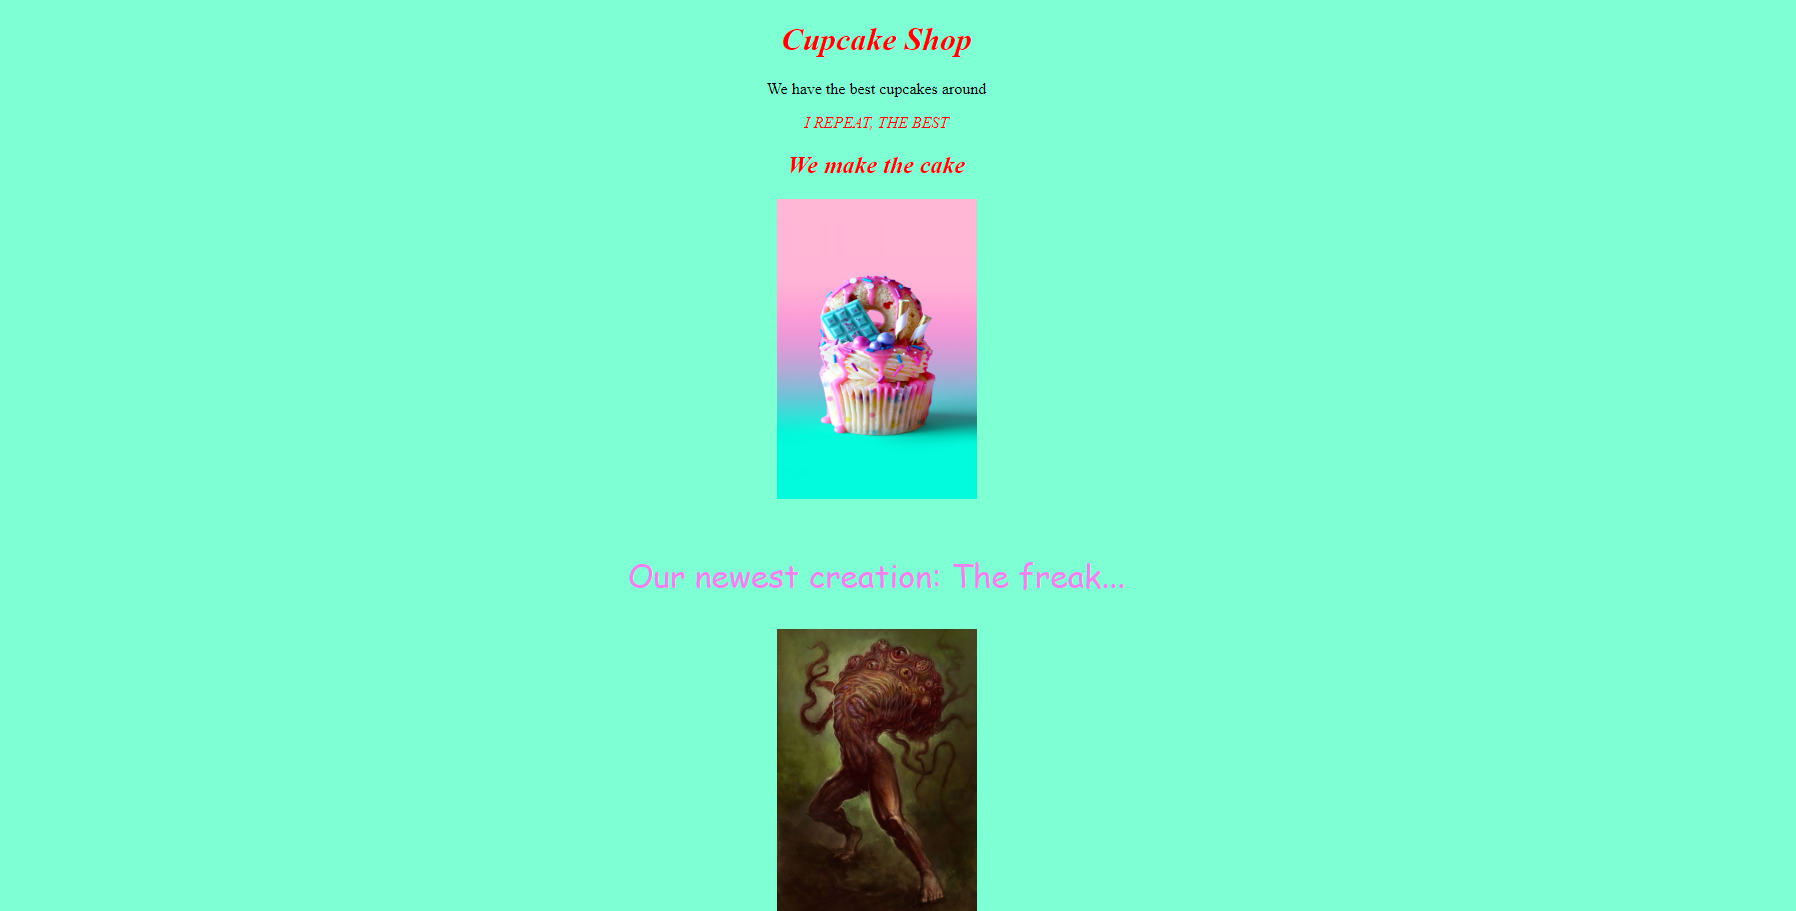 Cupcake Shop
We have the best cupcakes around
I REPEAT, THE BEST
We make the cake
Our newest creation: The freak...